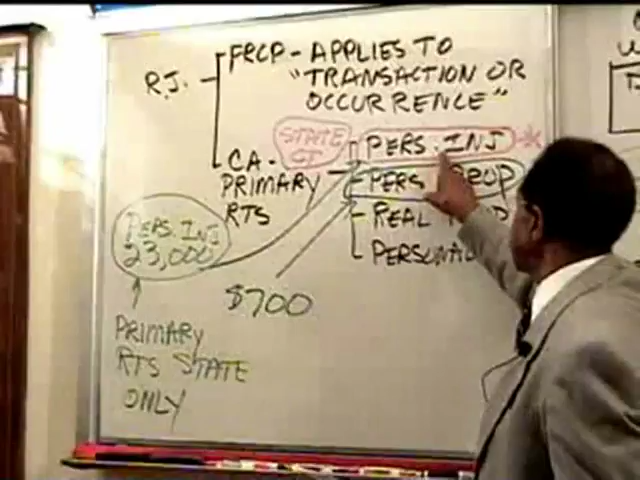 R.J.
FRCP - APPLIES TO
"TRANSACTION OR
OCCURRENCE"
STATE
CT
CA-
PRIMARY
RTS
PERS. INJ *
PERS
REAL
PERS. INJ
23,000
$700
PRIMARY
RTS STATE
ONLY